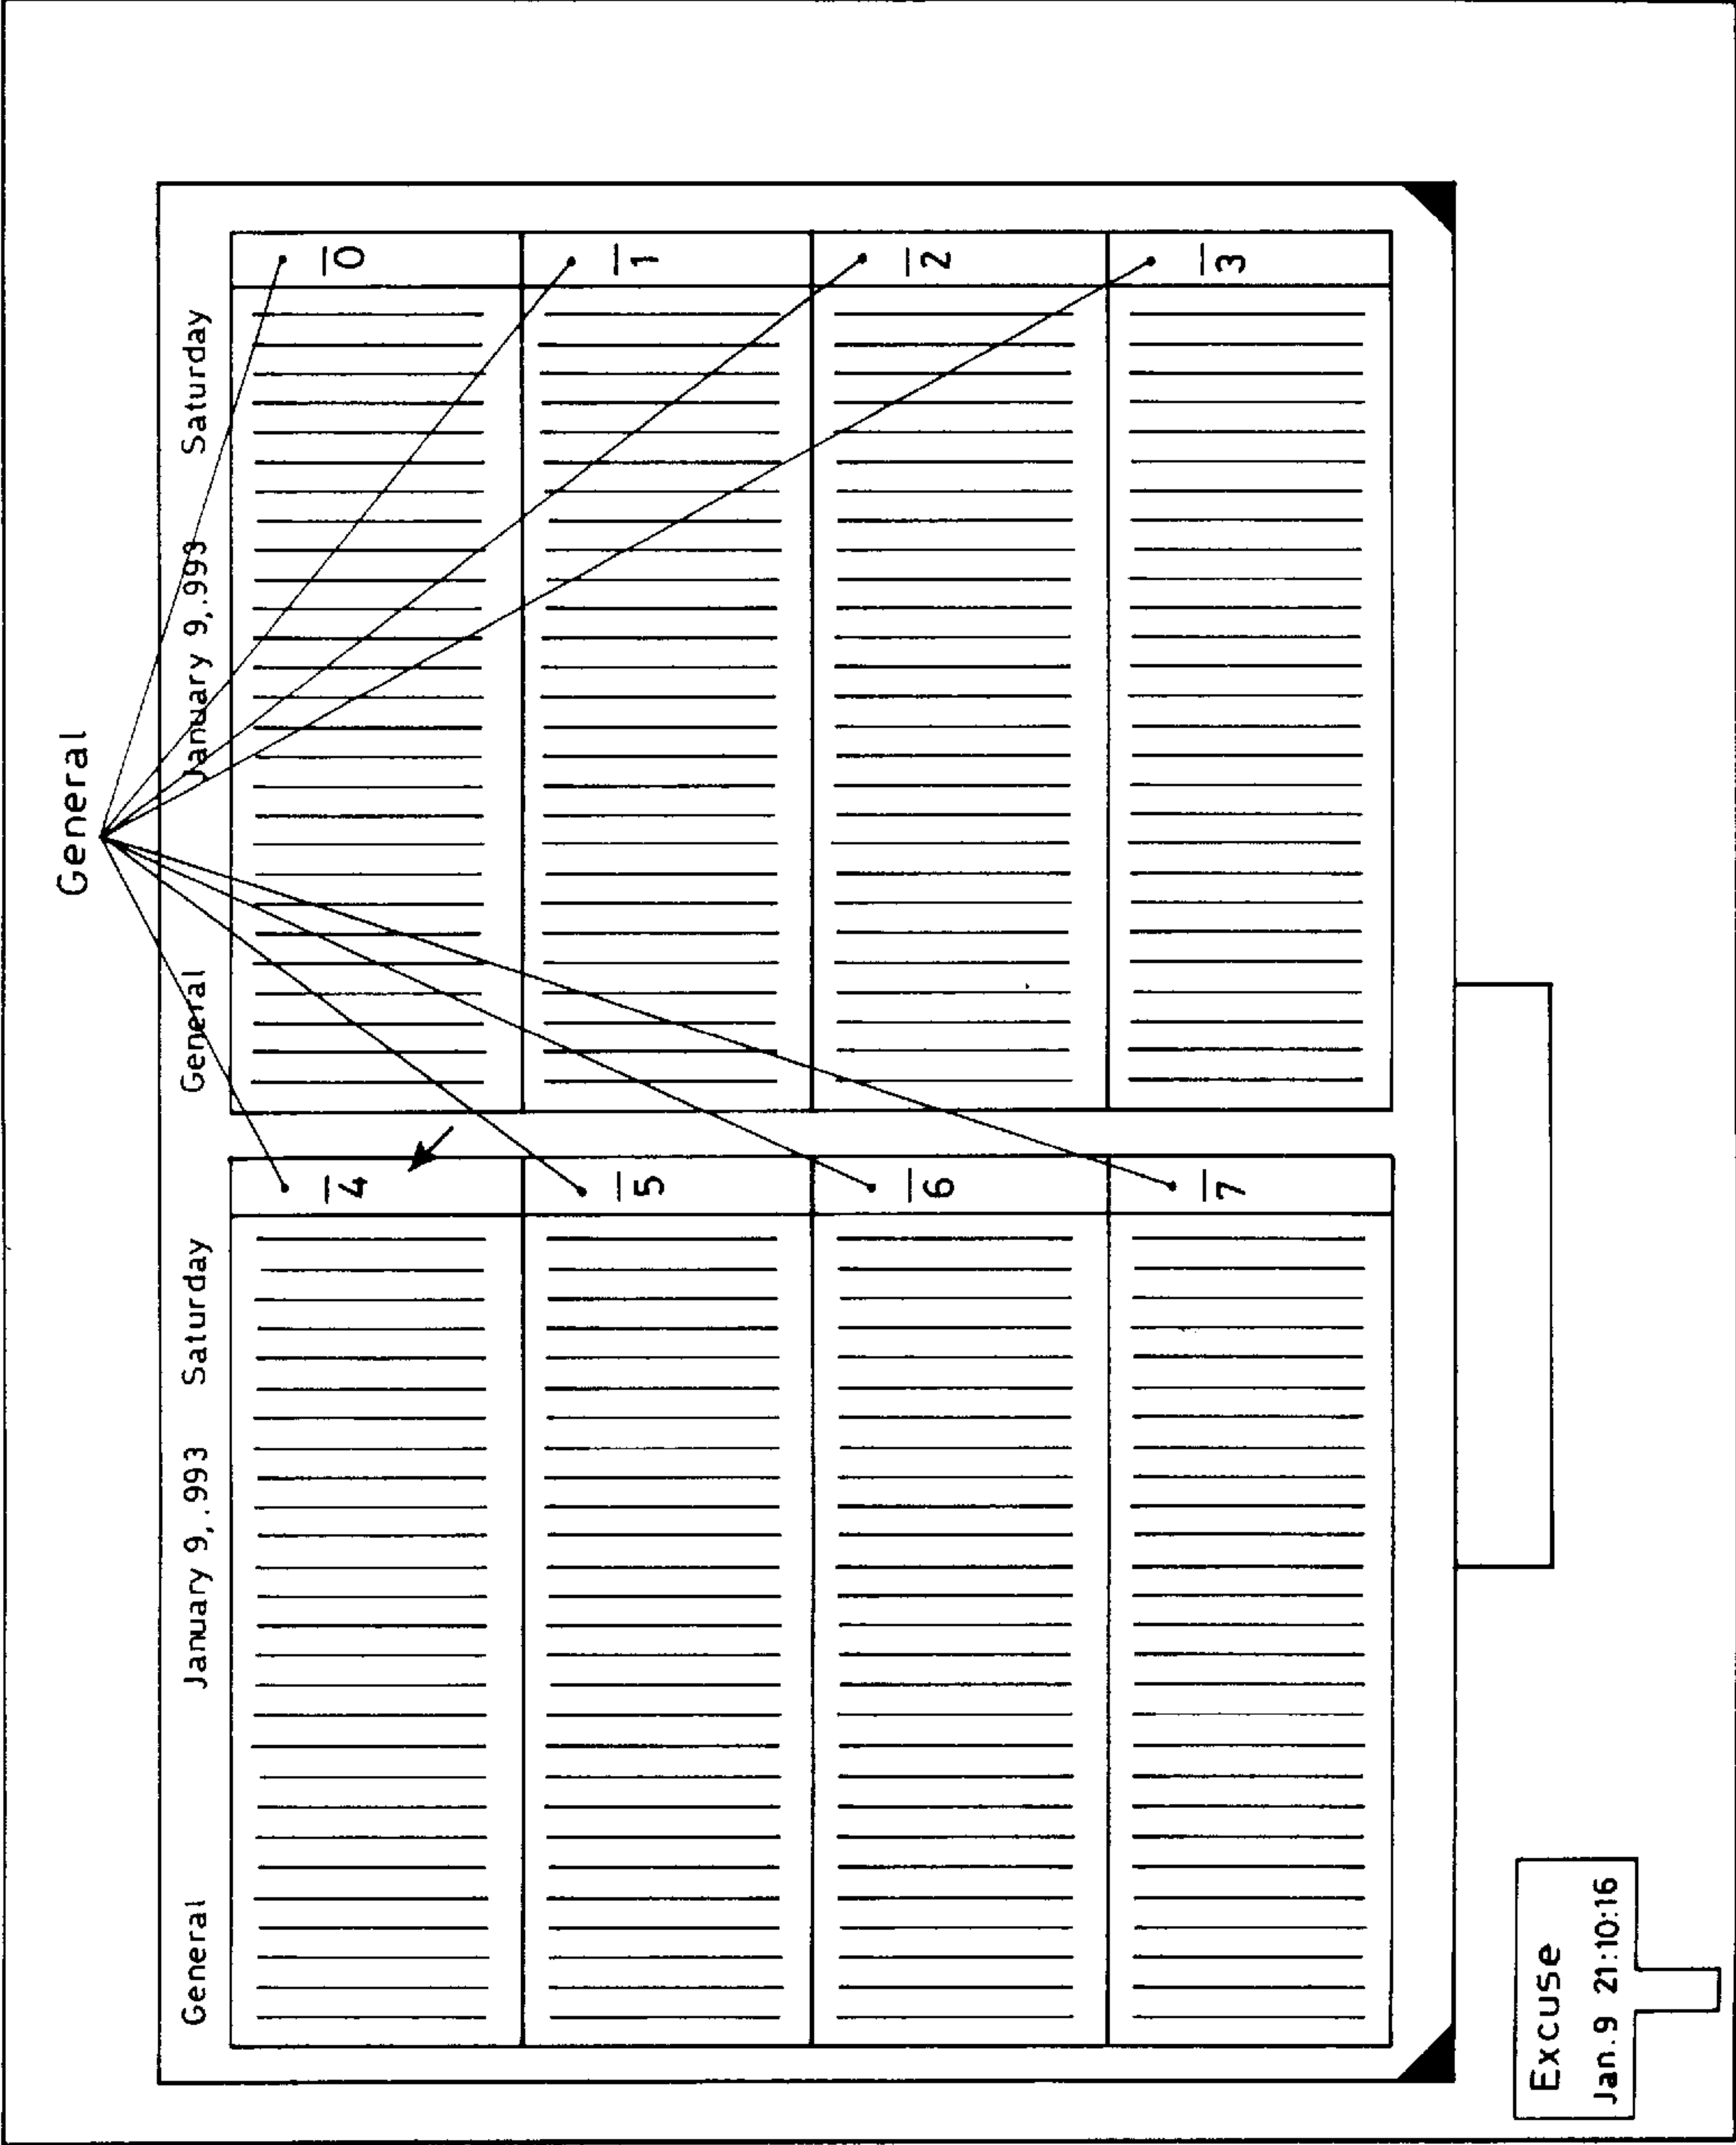 General
General January 9, .993 Saturday
General January 9, .993 Saturday
4 0
5 1
6 2
7 3
Excuse
Jan. 9 21:10:16